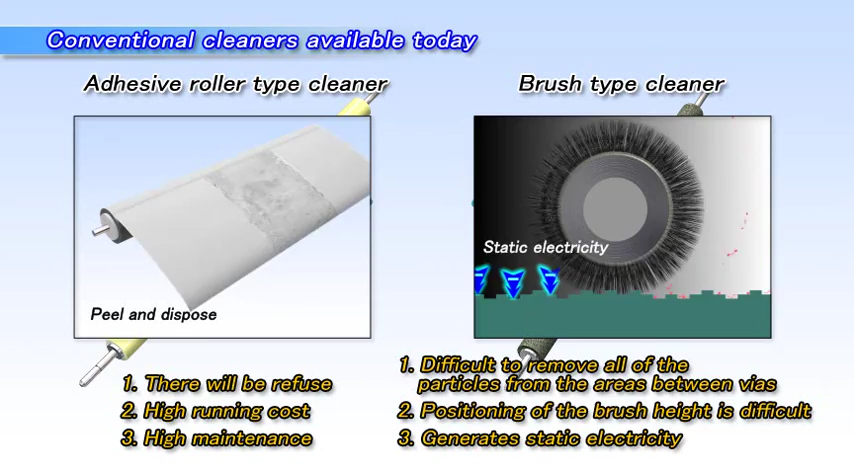 Conventional cleaners available today
Adhesive roller type cleaner
Peel and dispose
1. There will be refuse
2. High running cost
3. High maintenance
Brush type cleaner
Static electricity
1. Difficult to remove all of the
particles from the areas between vias
2. Positioning of the brush height is difficult
3. Generates static electricity